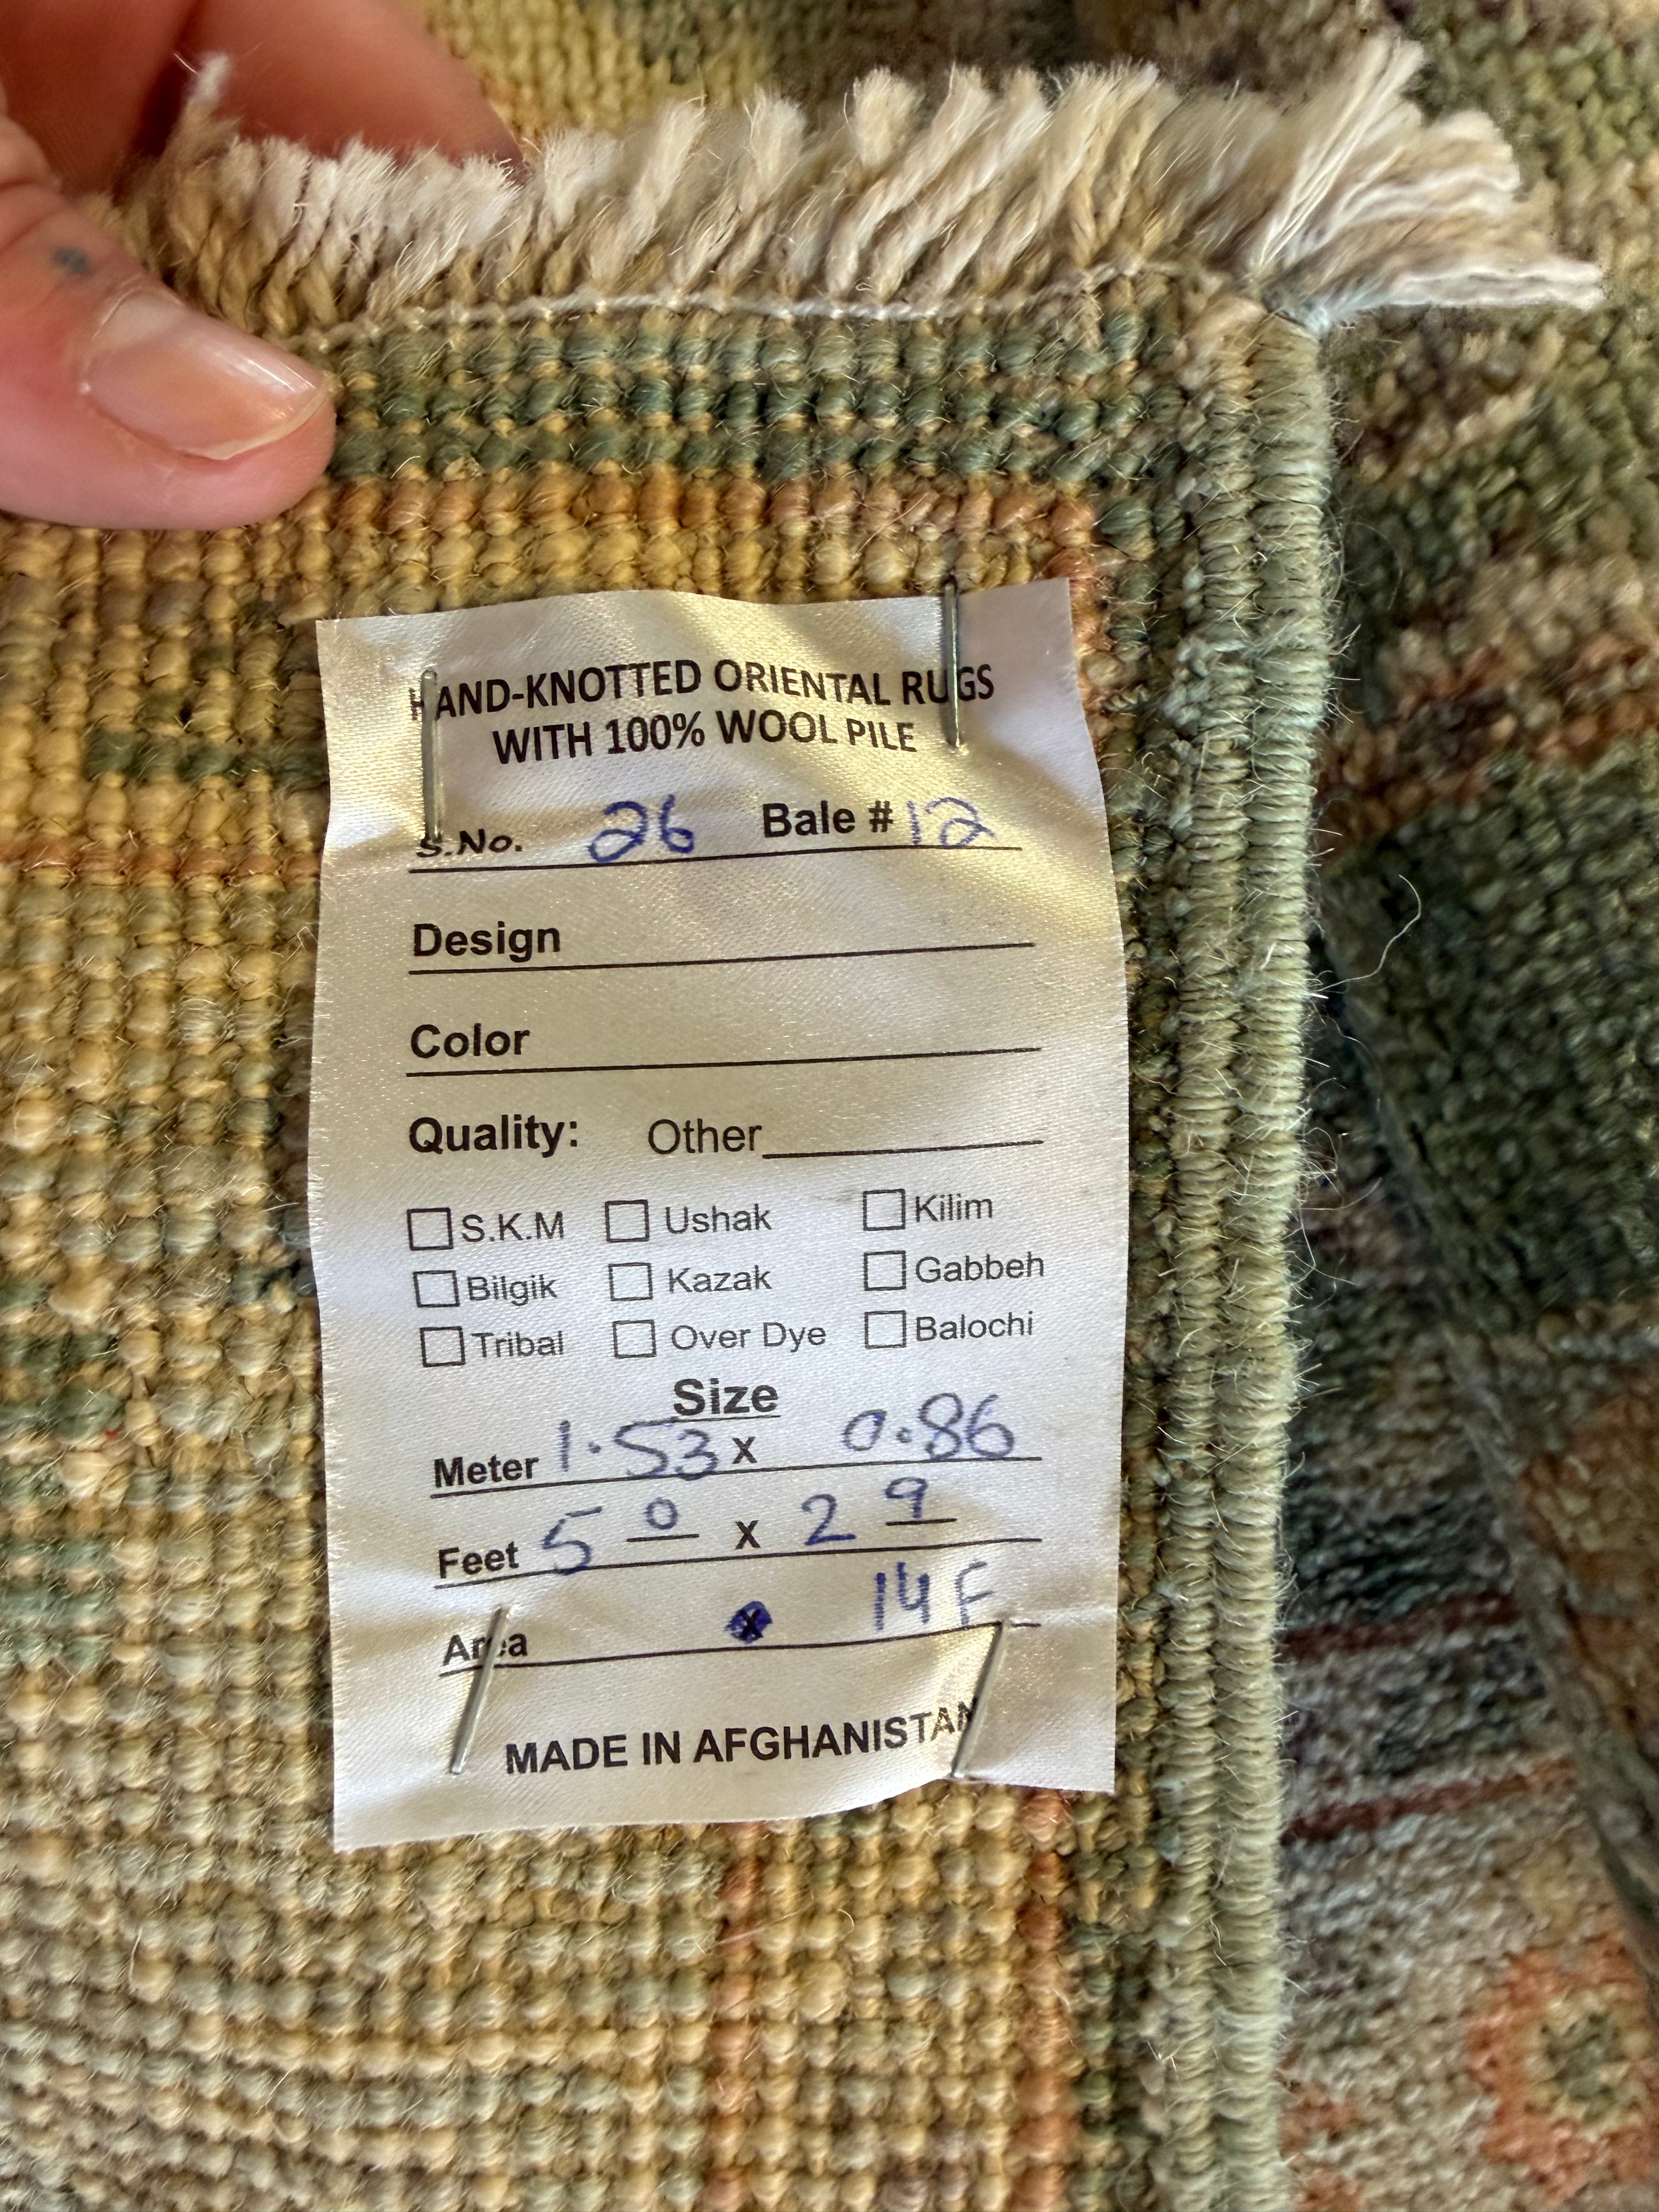 HAND-KNOTTED ORIENTAL RUGS
WITH 100% WOOL PILE
S.No. 26 Bale # 12
Design
Color
Quality: Other
S.K.M Ushak Kilim
Bilgik Kazak Gabbeh
Tribal Over Dye Balochi
Size
Meter 1.53 x 0.86
Feet 5 0 x 2 9
Area x 14 F
MADE IN AFGHANISTAN